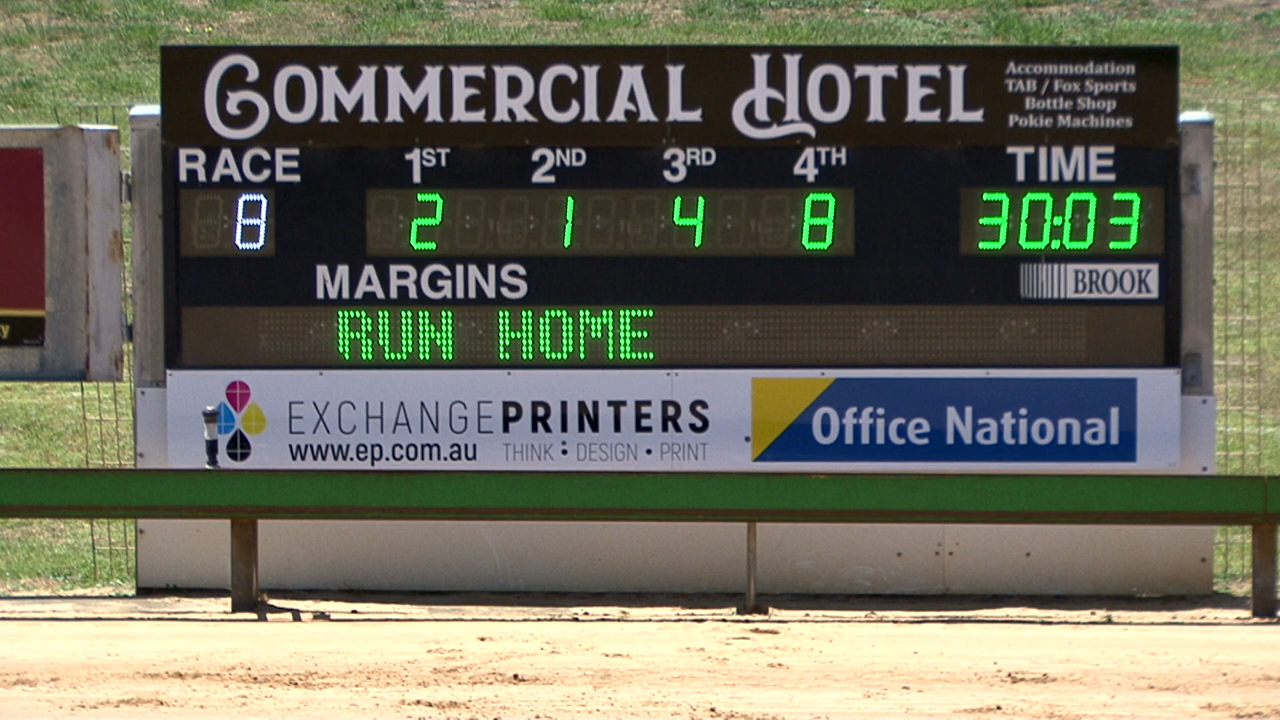 COMMERCIAL HOTEL
Accommodation
TAB / Fox Sports
Bottle Shop
Pokie Machines
RACE 1ST 2ND 3RD 4TH TIME
8 2 1 4 8 30:03
MARGINS
BROOK
RUN HOME
EXCHANGEPRINTERS
www.ep.com.au THINK : DESIGN • PRINT
Office National